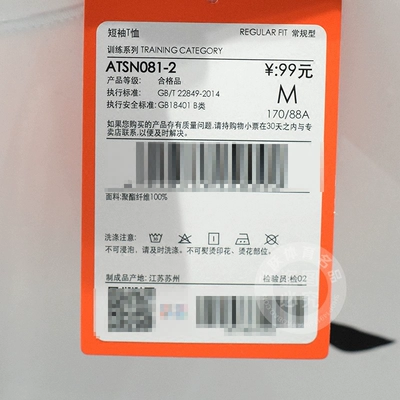 短袖T恤 REGULAR FIT 常规型
训练系列 TRAINING CATEGORY
ATSN081-2 ¥:99元
产品等级: 合格品
执行标准: GB/T 22849-2014 M
执行安全标准:GB18401 B类 170/88A
如果您购买的产品存有质量问题,请持购物小票在30天之内与专
卖店联系,以便及时解决。
面料:聚酯纤维100%
洗涤注意:
不可浸泡、请及时洗涤。不可熨烫印花、烫花部位。
制成品产地: 江苏苏州 检验员:检02